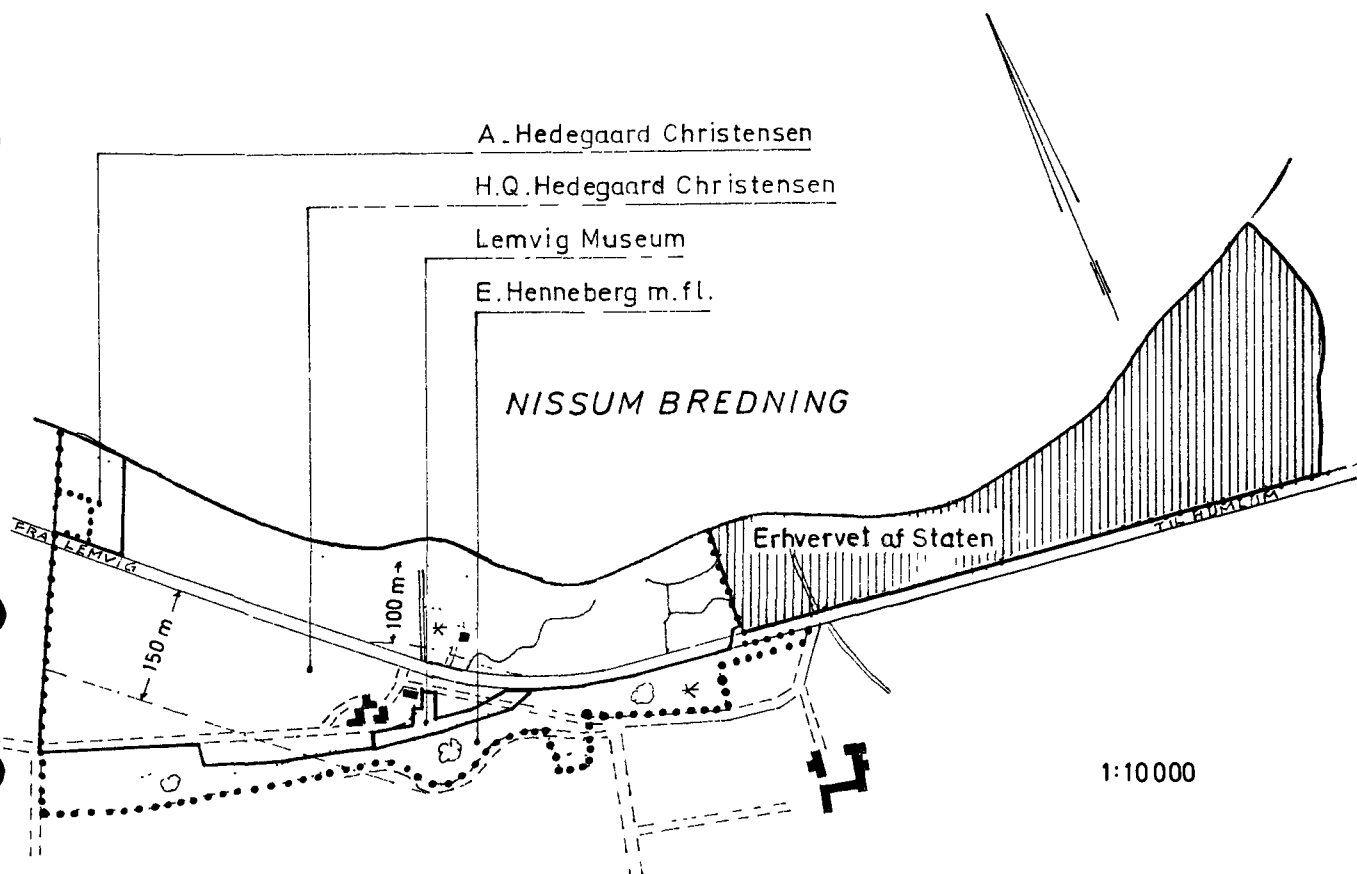 A. Hedegaard Christensen
H.Q. Hedegaard Christensen
Lemvig Museum
E. Henneberg m.fl.
NISSUM BREDNING
Erhvervet af Staten
TIL HUMLUM
FRA LEMVIG
100 m
150 m
1:10000